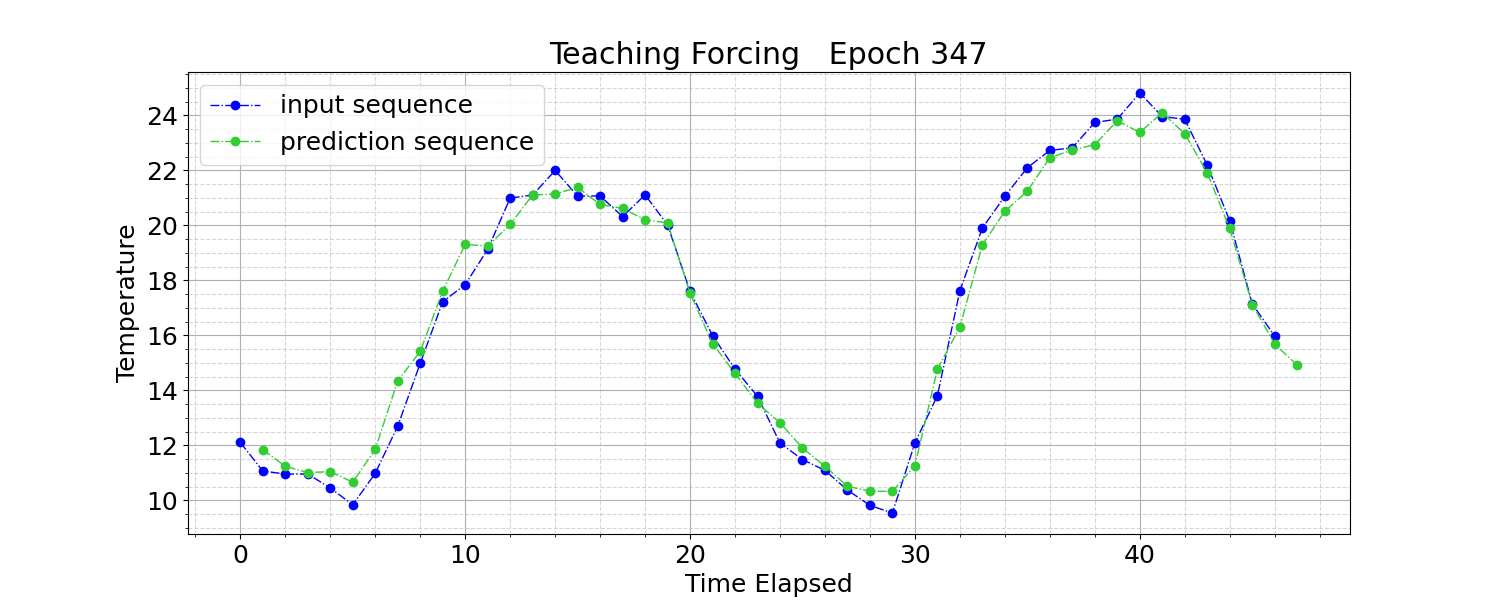 Teaching Forcing   Epoch 347
input sequence
prediction sequence
24
22
20
18
16
14
12
10
Temperature
0 10 20 30 40
Time Elapsed